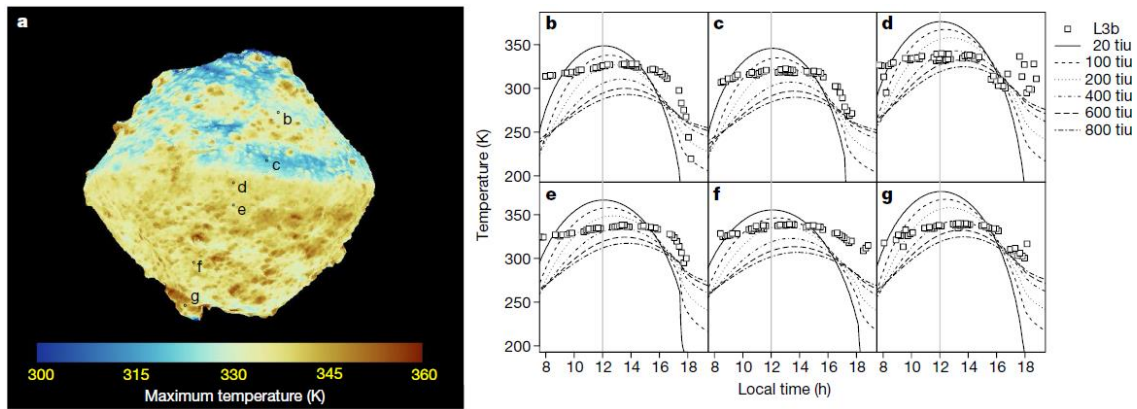 a
b
c
d
e
f
g
300 315 330 345 360
Maximum temperature (K)
b c d
350
300
250
200
e f g
350
300
250
200
Temperature (K)
8 10 12 14 16 18 8 10 12 14 16 18 8 10 12 14 16 18
Local time (h)
L3b
20 tiu
100 tiu
200 tiu
400 tiu
600 tiu
800 tiu